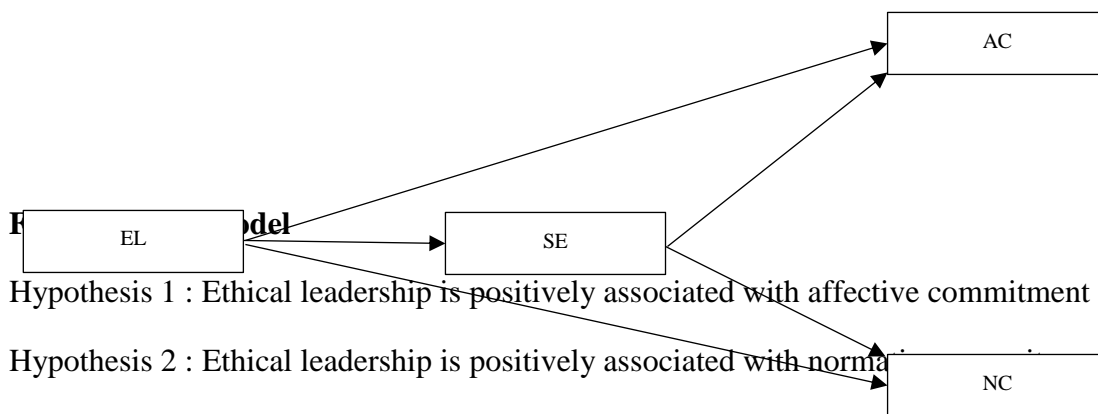 AC
EL
SE
Hypothesis 1 : Ethical leadership is positively associated with affective commitment
Hypothesis 2 : Ethical leadership is positively associated with
NC